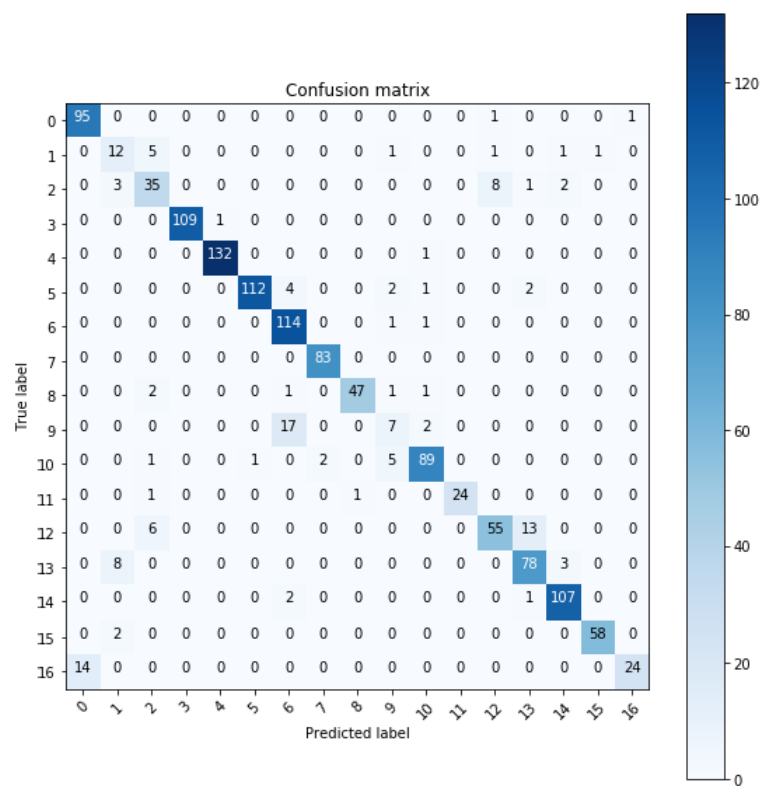 Confusion matrix
0 95 0 0 0 0 0 0 0 0 0 0 0 1 0 0 0 1
1 0 12 5 0 0 0 0 0 0 1 0 0 1 0 1 1 0
2 0 3 35 0 0 0 0 0 0 0 0 0 8 1 2 0 0
3 0 0 0 109 1 0 0 0 0 0 0 0 0 0 0 0 0
4 0 0 0 0 132 0 0 0 0 0 1 0 0 0 0 0 0
5 0 0 0 0 0 112 4 0 0 2 1 0 0 2 0 0 0
6 0 0 0 0 0 0 114 0 0 1 1 0 0 0 0 0 0
7 0 0 0 0 0 0 0 83 0 0 0 0 0 0 0 0 0
8 0 0 2 0 0 0 1 0 47 1 1 0 0 0 0 0 0
9 0 0 0 0 0 0 17 0 0 7 2 0 0 0 0 0 0
10 0 0 1 0 0 1 0 2 0 5 89 0 0 0 0 0 0
11 0 0 1 0 0 0 0 0 1 0 0 24 0 0 0 0 0
12 0 0 6 0 0 0 0 0 0 0 0 0 55 13 0 0 0
13 0 8 0 0 0 0 0 0 0 0 0 0 0 78 3 0 0
14 0 0 0 0 0 0 2 0 0 0 0 0 0 1 107 0 0
15 0 2 0 0 0 0 0 0 0 0 0 0 0 0 0 58 0
16 14 0 0 0 0 0 0 0 0 0 0 0 0 0 0 0 24
0 1 2 3 4 5 6 7 8 9 10 11 12 13 14 15 16
True label
Predicted label
120
100
80
60
40
20
0